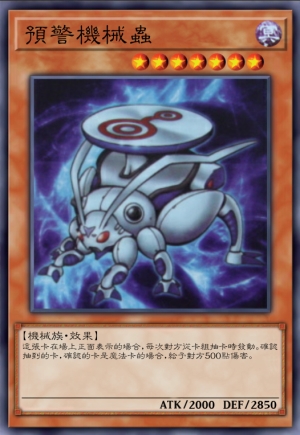 預警機械蟲
【機械族・效果】
這張卡在場上正面表示的場合，每次對方從卡組抽卡時發動。確認
抽到的卡，確認的卡是魔法卡的場合，給予對方500點傷害。
ATK/2000 DEF/2850